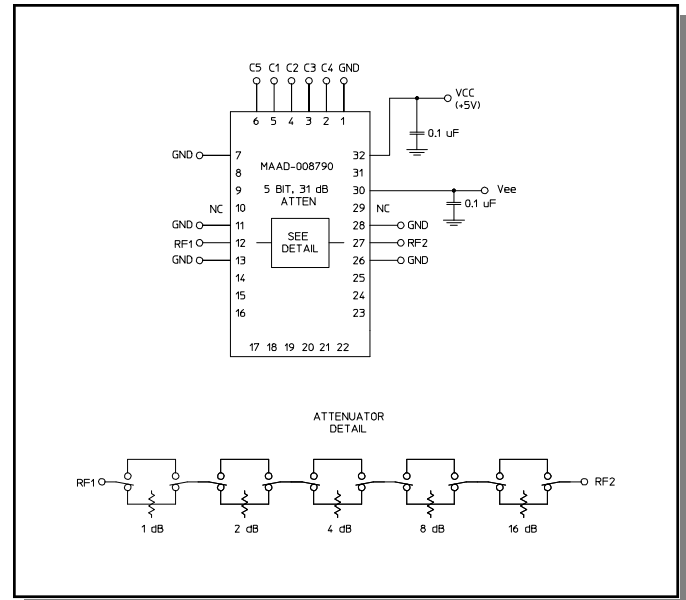 C5 C1 C2 C3 C4 GND
VCC
(+5V)
6 5 4 3 2 1
0.1 uF
GND 7 32
MAAD-008790
8 31
9 5 BIT, 31 dB 30 Vee
ATTEN
NC 10 29 NC 0.1 uF
GND 11 28 GND
SEE
RF1 12 27 RF2
DETAIL
GND 13 26 GND
14 25
15 24
16 23
17 18 19 20 21 22
ATTENUATOR
DETAIL
RF1 RF2
1 dB 2 dB 4 dB 8 dB 16 dB